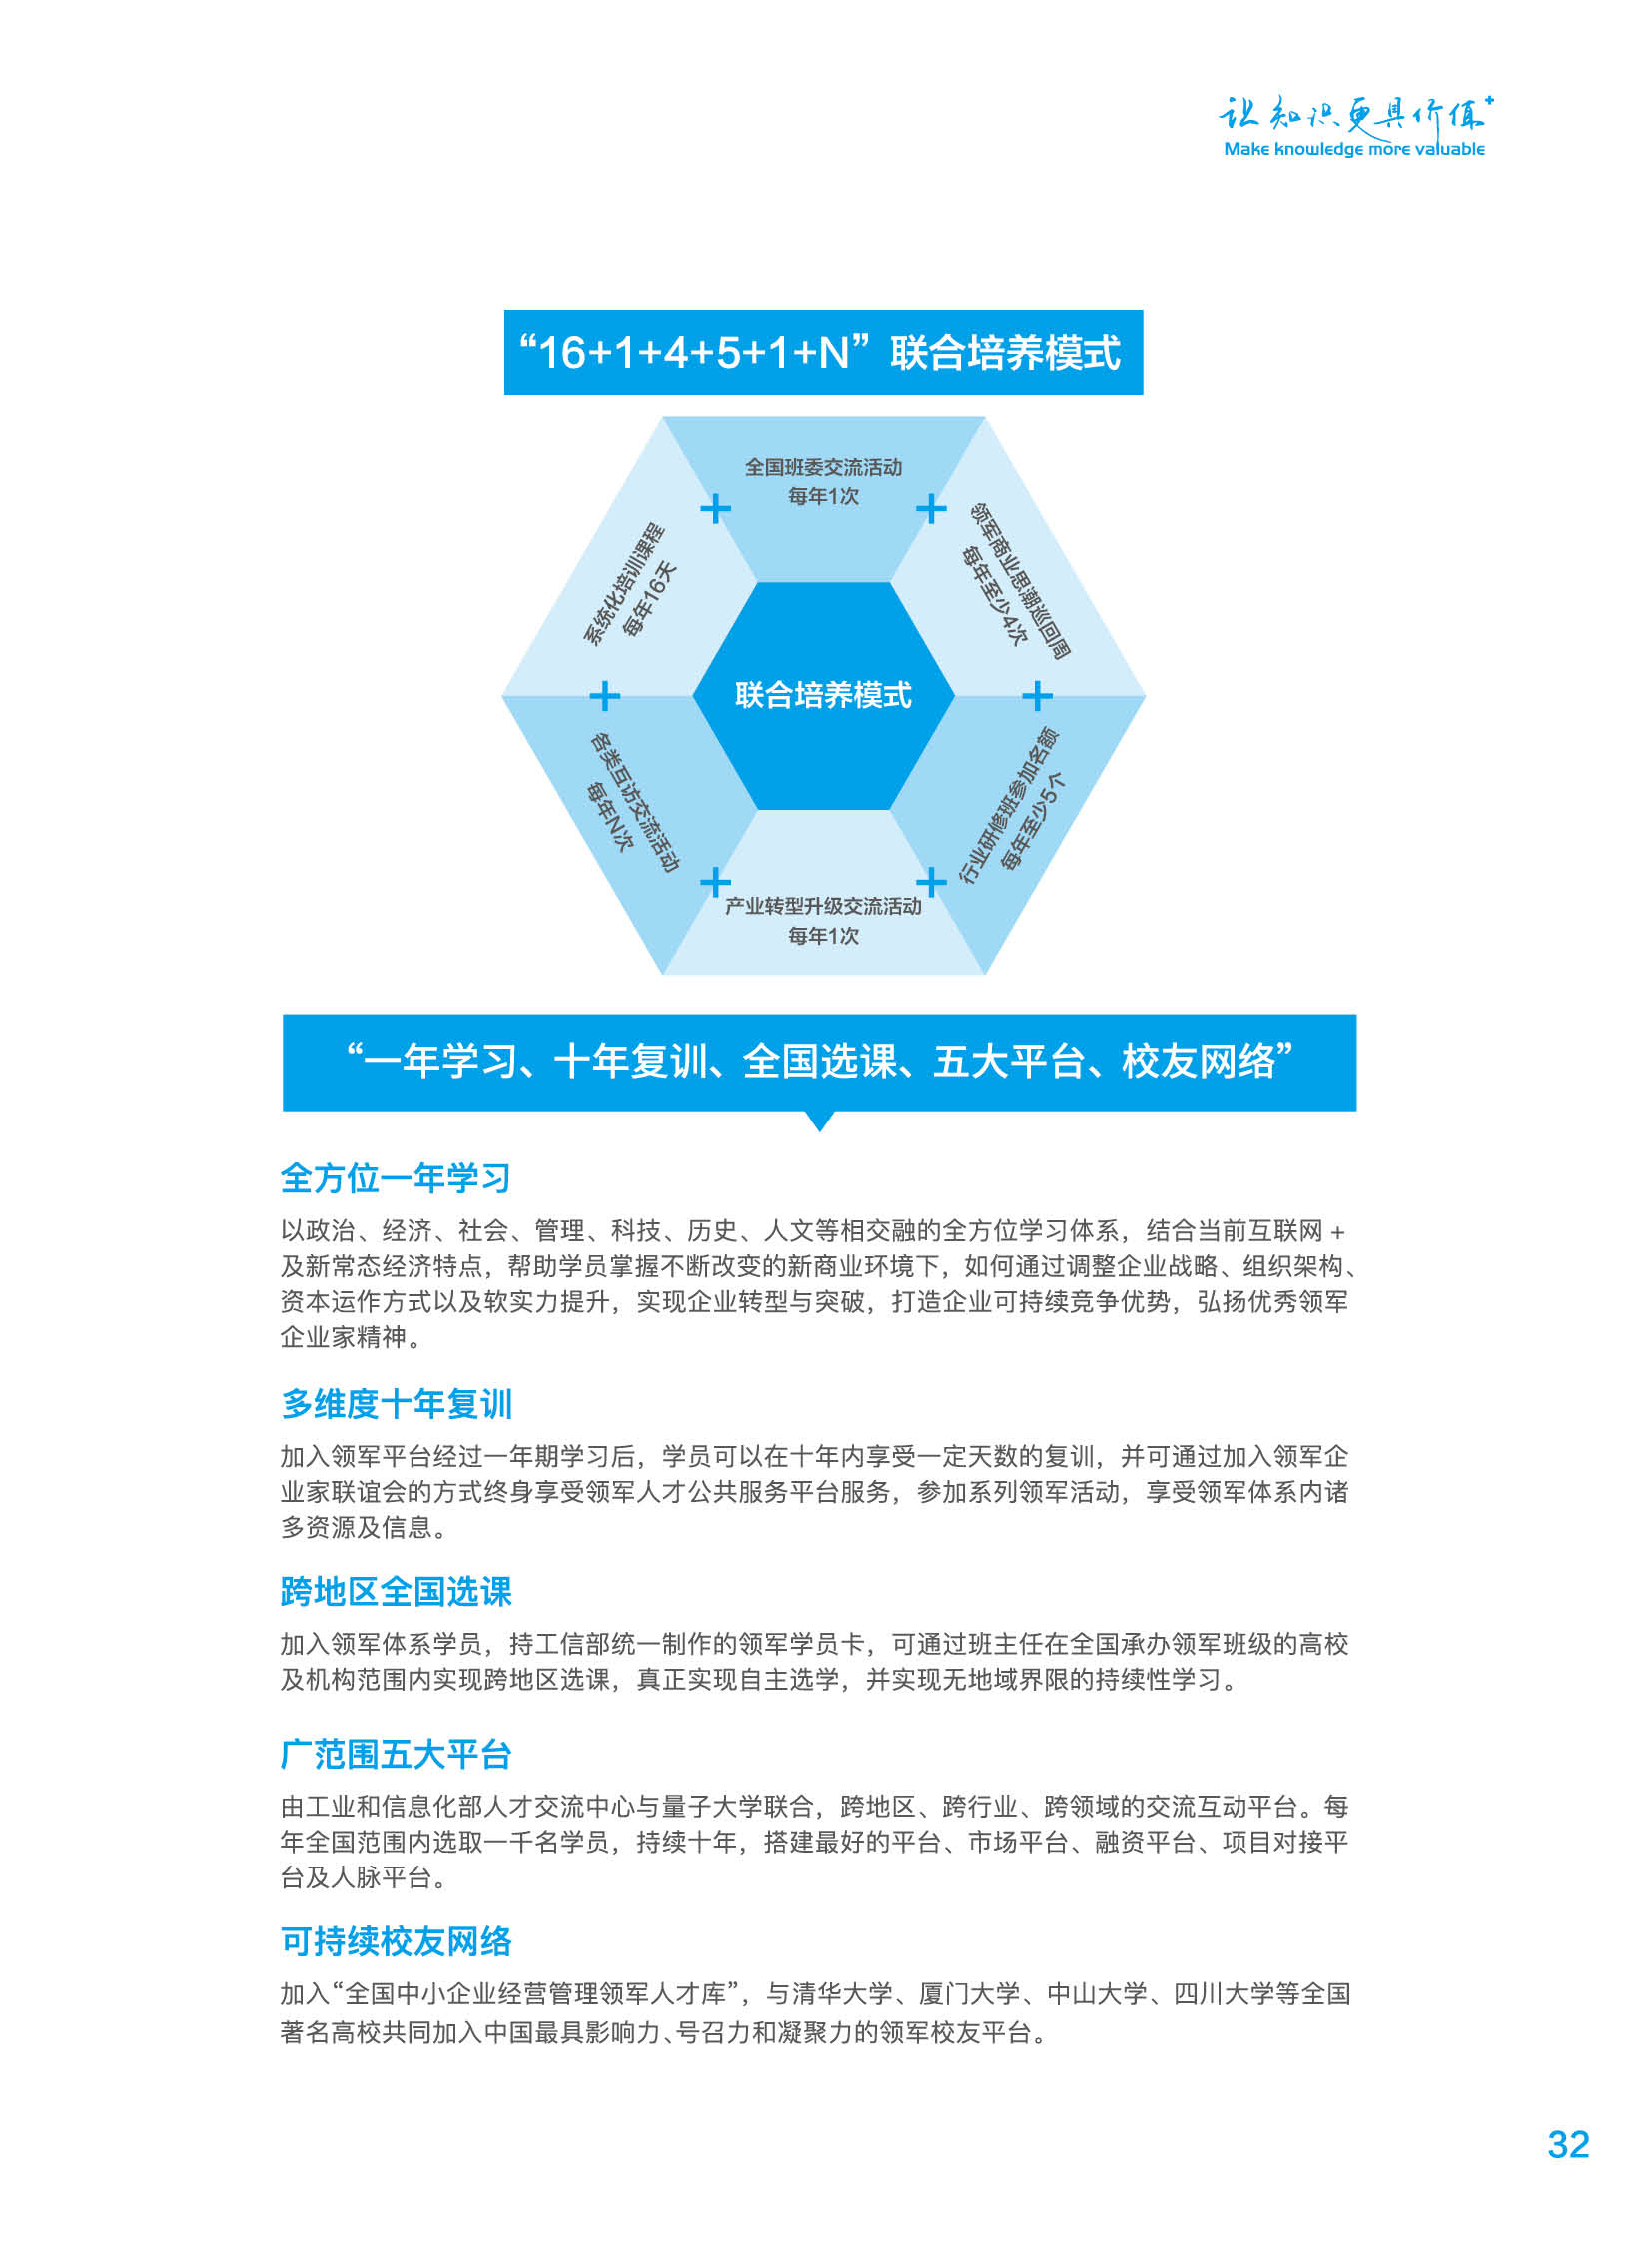 让知识更具价值+
Make knowledge more valuable
“16+1+4+5+1+N”联合培养模式
全国班委交流活动
每年1次
领军商业思潮巡回周
每年至少4次
系统化培训课程
每年16天
联合培养模式
行业研修班参加名额
每年至少5个
各类互访交流活动
每年N次
产业转型升级交流活动
每年1次
“一年学习、十年复训、全国选课、五大平台、校友网络”
全方位一年学习
以政治、经济、社会、管理、科技、历史、人文等相交融的全方位学习体系，结合当前互联网 +
及新常态经济特点，帮助学员掌握不断改变的新商业环境下，如何通过调整企业战略、组织架构、
资本运作方式以及软实力提升，实现企业转型与突破，打造企业可持续竞争优势，弘扬优秀领军
企业家精神。
多维度十年复训
加入领军平台经过一年期学习后，学员可以在十年内享受一定天数的复训，并可通过加入领军企
业家联谊会的方式终身享受领军人才公共服务平台服务，参加系列领军活动，享受领军体系内诸
多资源及信息。
跨地区全国选课
加入领军体系学员，持工信部统一制作的领军学员卡，可通过班主任在全国承办领军班级的高校
及机构范围内实现跨地区选课，真正实现自主选学，并实现无地域界限的持续性学习。
广范围五大平台
由工业和信息化部人才交流中心与量子大学联合，跨地区、跨行业、跨领域的交流互动平台。每
年全国范围内选取一千名学员，持续十年，搭建最好的平台、市场平台、融资平台、项目对接平
台及人脉平台。
可持续校友网络
加入“全国中小企业经营管理领军人才库”，与清华大学、厦门大学、中山大学、四川大学等全国
著名高校共同加入中国最具影响力、号召力和凝聚力的领军校友平台。
32